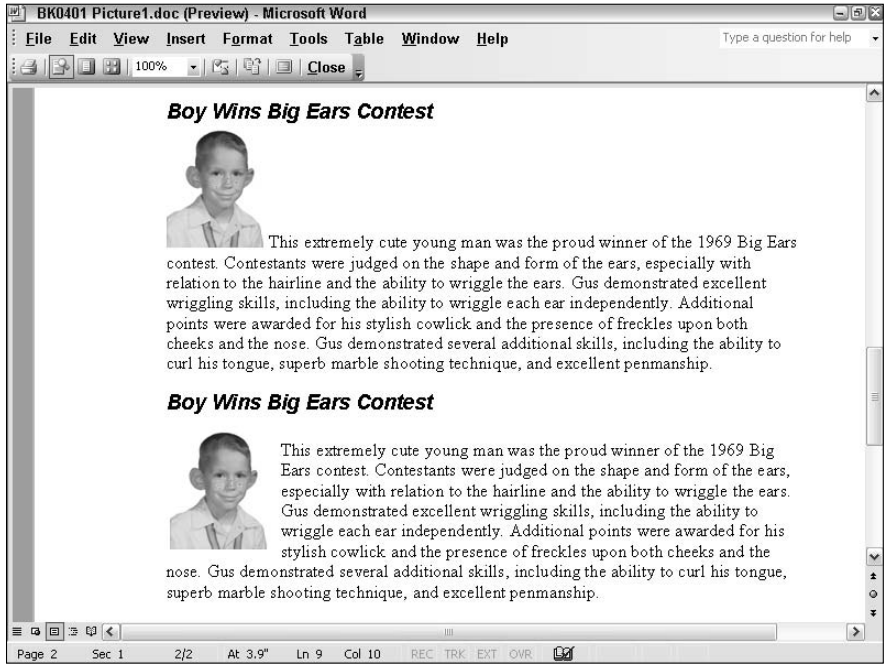 BK0401 Picture1.doc (Preview) - Microsoft Word
File Edit View Insert Format Tools Table Window Help
Type a question for help
100% Close
Boy Wins Big Ears Contest
This extremely cute young man was the proud winner of the 1969 Big Ears
contest. Contestants were judged on the shape and form of the ears, especially with
relation to the hairline and the ability to wriggle the ears. Gus demonstrated excellent
wriggling skills, including the ability to wriggle each ear independently. Additional
points were awarded for his stylish cowlick and the presence of freckles upon both
cheeks and the nose. Gus demonstrated several additional skills, including the ability to
curl his tongue, superb marble shooting technique, and excellent penmanship.
Boy Wins Big Ears Contest
This extremely cute young man was the proud winner of the 1969 Big
Ears contest. Contestants were judged on the shape and form of the ears,
especially with relation to the hairline and the ability to wriggle the ears.
Gus demonstrated excellent wriggling skills, including the ability to
wriggle each ear independently. Additional points were awarded for his
stylish cowlick and the presence of freckles upon both cheeks and the
nose. Gus demonstrated several additional skills, including the ability to curl his tongue,
superb marble shooting technique, and excellent penmanship.
Page 2 Sec 1 2/2 At 3.9" Ln 9 Col 10 REC TRK EXT OVR